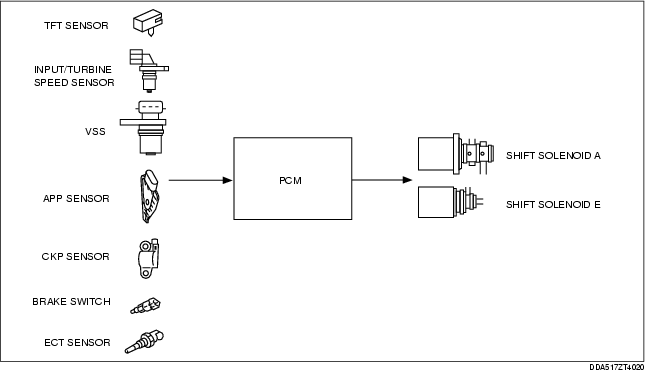 TFT SENSOR
INPUT/TURBINE
SPEED SENSOR
VSS
APP SENSOR
CKP SENSOR
BRAKE SWITCH
ECT SENSOR
PCM
SHIFT SOLENOID A
SHIFT SOLENOID E
DDA517ZT4020